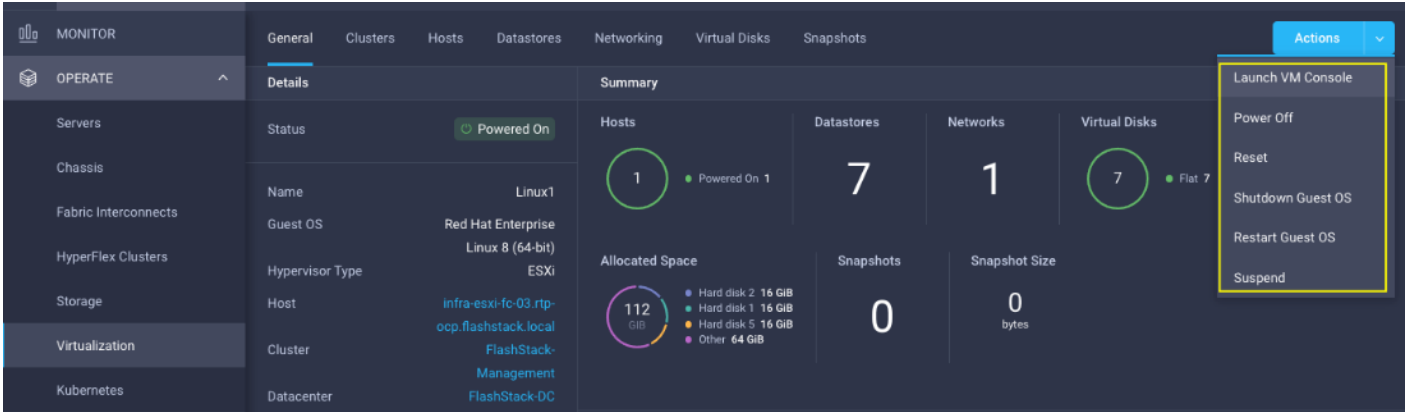 MONITOR
OPERATE
Servers
Chassis
Fabric Interconnects
HyperFlex Clusters
Storage
Virtualization
Kubernetes
General Clusters Hosts Datastores Networking Virtual Disks Snapshots
Actions
Launch VM Console
Power Off
Reset
Shutdown Guest OS
Restart Guest OS
Suspend
Details
Status Powered On
Name Linux1
Guest OS Red Hat Enterprise
Linux 8 (64-bit)
Hypervisor Type ESXi
Host infra-esxi-fc-03.rtp-
ocp.flashstack.local
Cluster FlashStack-
Management
Datacenter FlashStack-DC
Summary
Hosts
1
Powered On 1
Datastores
7
Networks
1
Virtual Disks
7
Flat 7
Allocated Space
112
GiB
Hard disk 2 16 GiB
Hard disk 1 16 GiB
Hard disk 5 16 GiB
Other 64 GiB
Snapshots
0
Snapshot Size
0
bytes